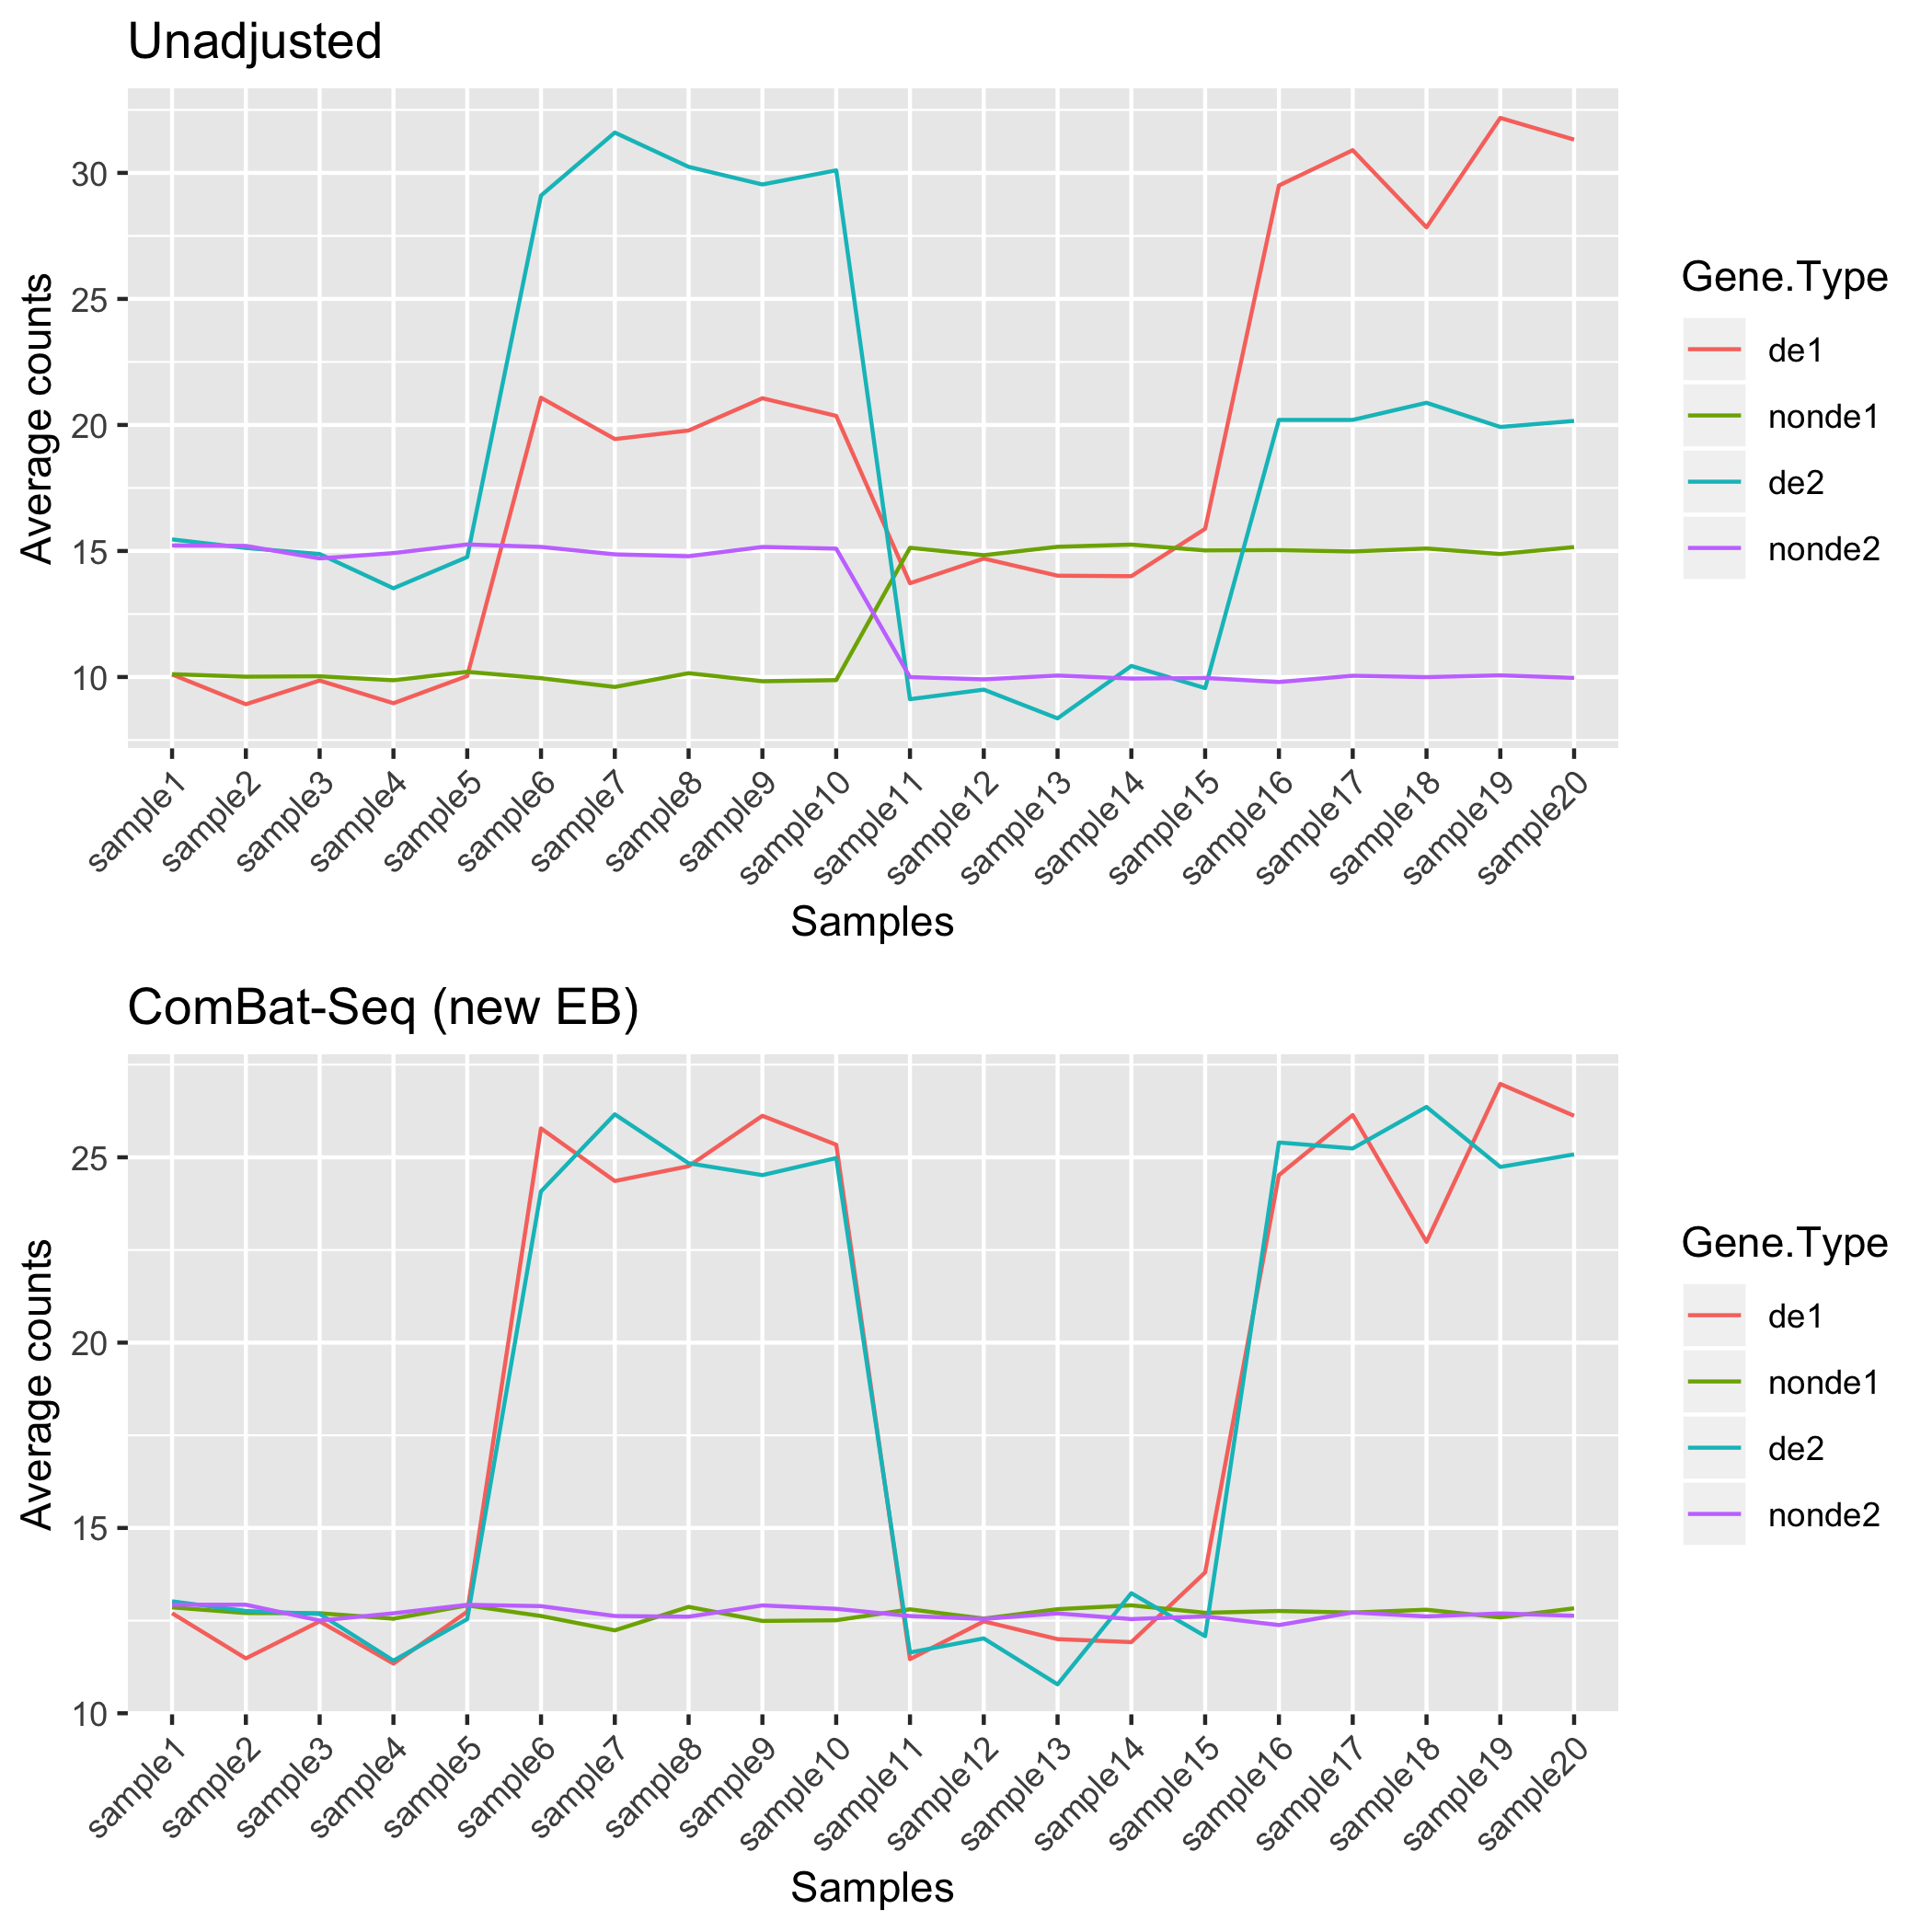 Unadjusted
Average counts
30
25
20
15
10
sample1
sample2
sample3
sample4
sample5
sample6
sample7
sample8
sample9
sample10
sample11
sample12
sample13
sample14
sample15
sample16
sample17
sample18
sample19
sample20
Samples
Gene.Type
de1
nonde1
de2
nonde2
ComBat-Seq (new EB)
Average counts
25
20
15
10
sample1
sample2
sample3
sample4
sample5
sample6
sample7
sample8
sample9
sample10
sample11
sample12
sample13
sample14
sample15
sample16
sample17
sample18
sample19
sample20
Samples
Gene.Type
de1
nonde1
de2
nonde2